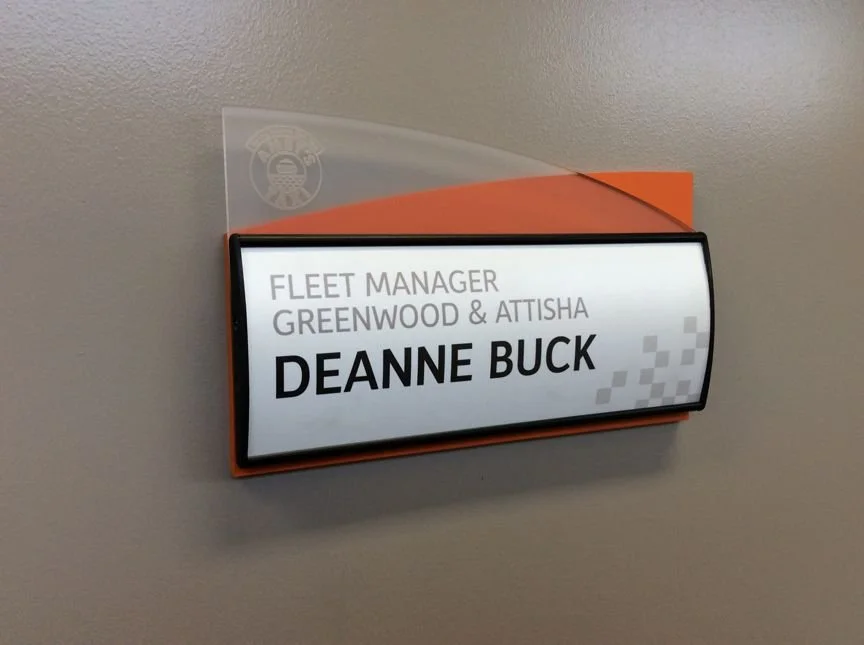 FLEET MANAGER
GREENWOOD & ATTISHA
DEANNE BUCK